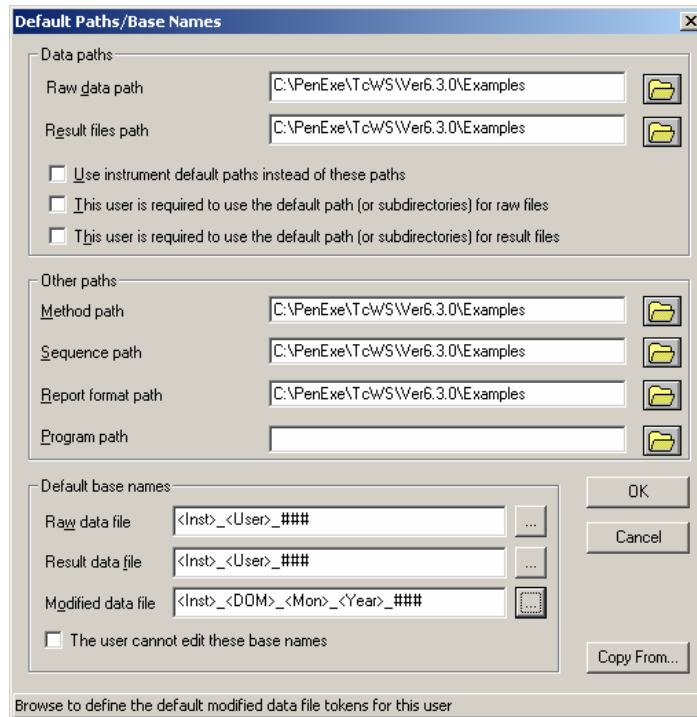 Default Paths/Base Names
Data paths
Raw data path C:\PenExe\TcWS\Ver6.3.0\Examples
Result files path C:\PenExe\TcWS\Ver6.3.0\Examples
Use instrument default paths instead of these paths
This user is required to use the default path (or subdirectories) for raw files
This user is required to use the default path (or subdirectories) for result files
Other paths
Method path C:\PenExe\TcWS\Ver6.3.0\Examples
Sequence path C:\PenExe\TcWS\Ver6.3.0\Examples
Report format path C:\PenExe\TcWS\Ver6.3.0\Examples
Program path
Default base names
Raw data file <Inst>_<User>_### ...
Result data file <Inst>_<User>_### ...
Modified data file <Inst>_<DOM>_<Mon>_<Year>_### ...
The user cannot edit these base names
OK
Cancel
Copy From...
Browse to define the default modified data file tokens for this user